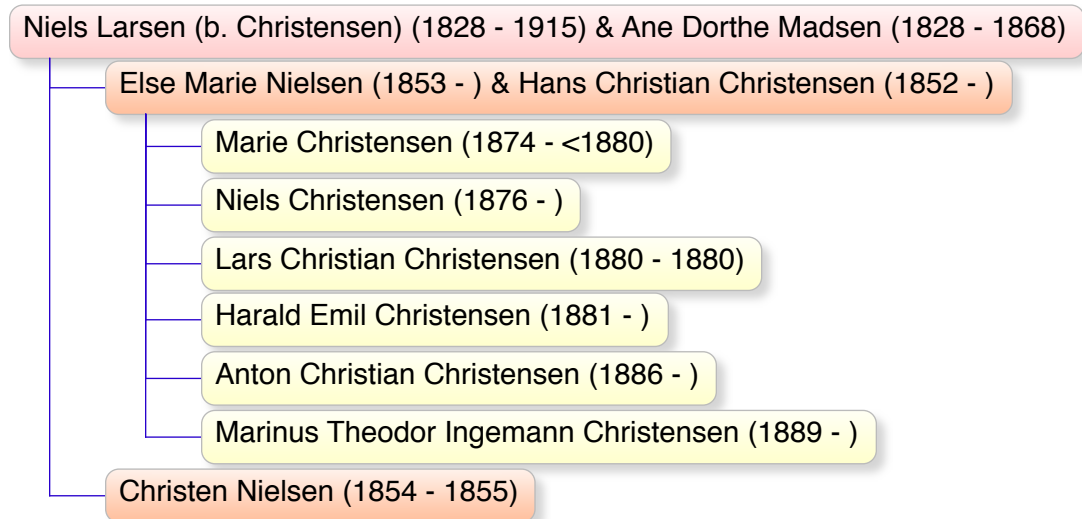 Niels Larsen (b. Christensen) (1828 - 1915) & Ane Dorthe Madsen (1828 - 1868)
Else Marie Nielsen (1853 - ) & Hans Christian Christensen (1852 - )
Marie Christensen (1874 - <1880)
Niels Christensen (1876 - )
Lars Christian Christensen (1880 - 1880)
Harald Emil Christensen (1881 - )
Anton Christian Christensen (1886 - )
Marinus Theodor Ingemann Christensen (1889 - )
Christen Nielsen (1854 - 1855)